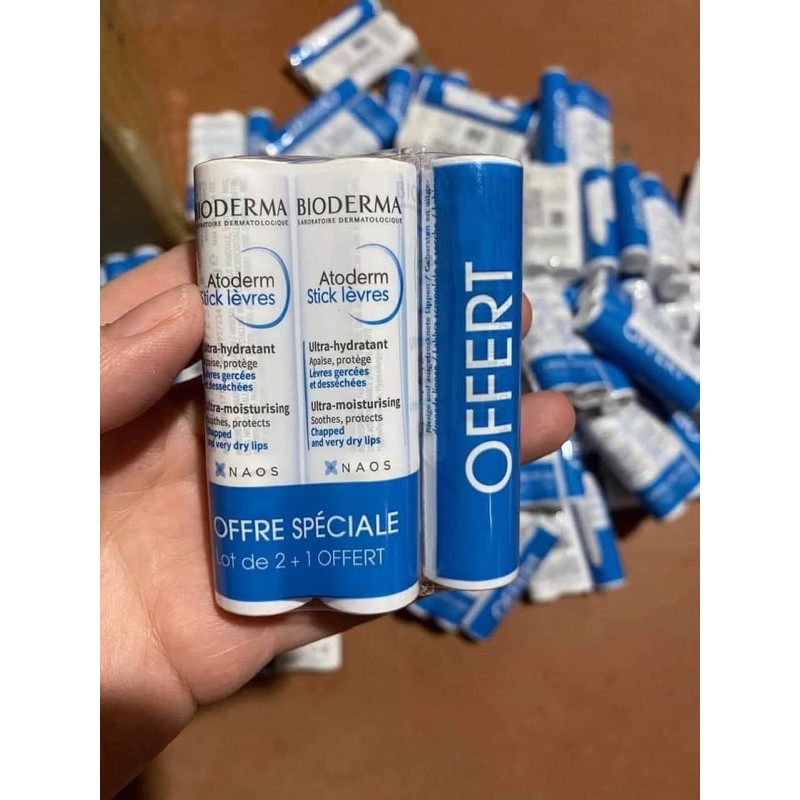 BIODERMA
LABORATOIRE DERMATOLOGIQUE
Atoderm
Stick lèvres
Ultra-hydratant
Apaise, protège
Lèvres gercées
et desséchées
Ultra-moisturising
Soothes, protects
Chapped
and very dry lips
NAOS
BIODERMA
LABORATOIRE DERMATOLOGIQUE
Atoderm
Stick lèvres
Ultra-hydratant
Apaise, protège
Lèvres gercées
et desséchées
Ultra-moisturising
Soothes, protects
Chapped
and very dry lips
NAOS
OFFRE SPÉCIALE
Lot de 2 + 1 OFFERT
OFFERT